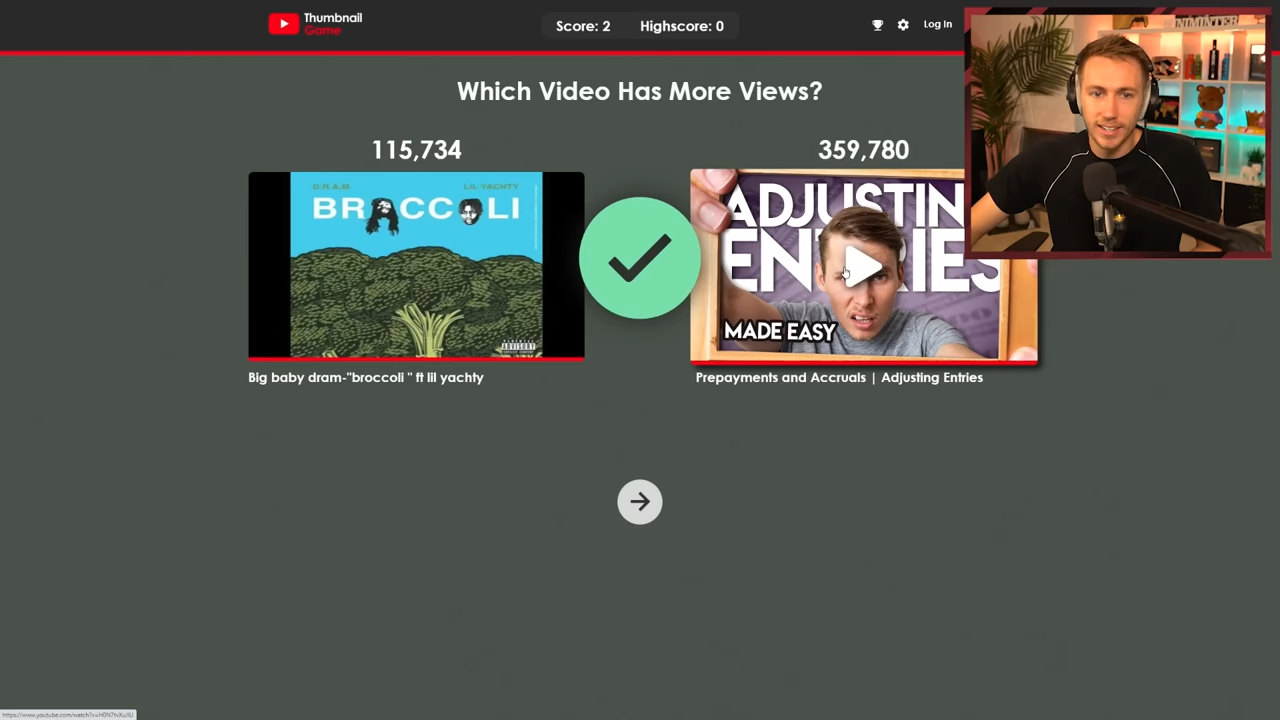 Thumbnail
Game
Score: 2
Highscore: 0
Log In
Which Video Has More Views?
115,734
359,780
D.R.A.M.
LIL YACHTY
BROCCOLI
ADJUSTIN
ENTRIES
MADE EASY
Big baby dram-"broccoli " ft lil yachty
Prepayments and Accruals | Adjusting Entries